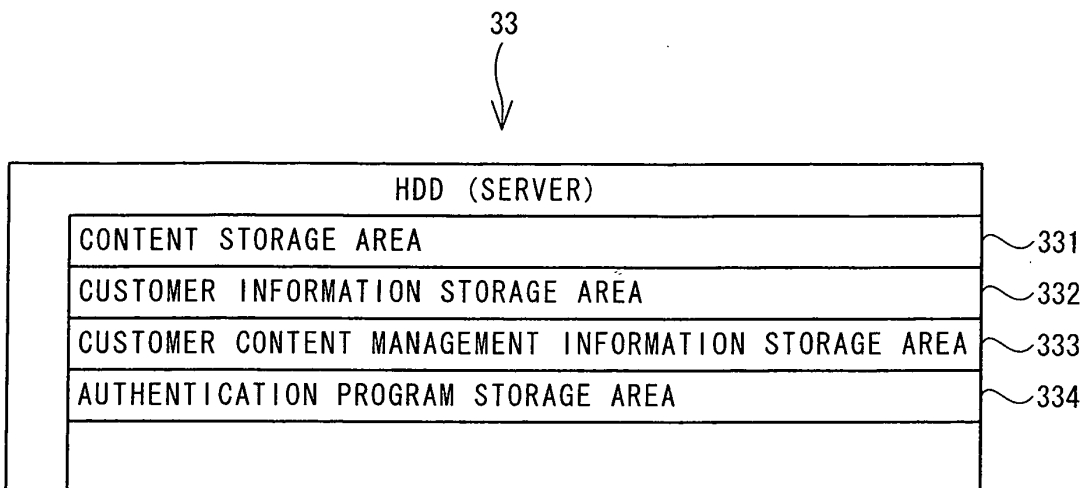 33
HDD (SERVER)
CONTENT STORAGE AREA 331
CUSTOMER INFORMATION STORAGE AREA 332
CUSTOMER CONTENT MANAGEMENT INFORMATION STORAGE AREA 333
AUTHENTICATION PROGRAM STORAGE AREA 334